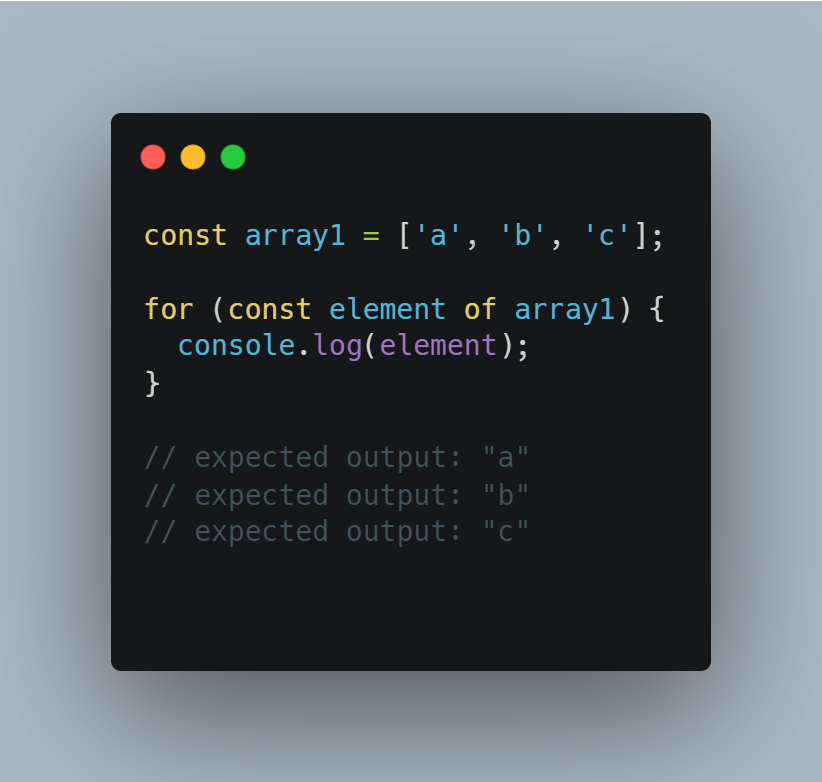 const array1 = ['a', 'b', 'c'];
for (const element of array1) {
  console.log(element);
}
// expected output: "a"
// expected output: "b"
// expected output: "c"